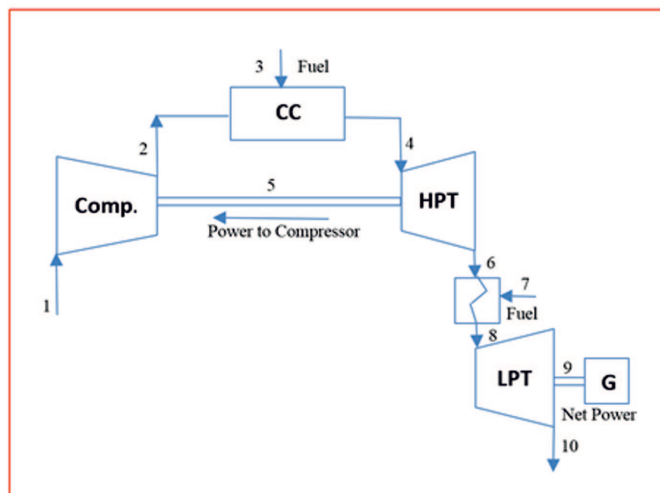 3 Fuel
CC
2
4
5
Comp.
HPT
Power to Compressor
6
7
1
Fuel
8
9
LPT
G
Net Power
10